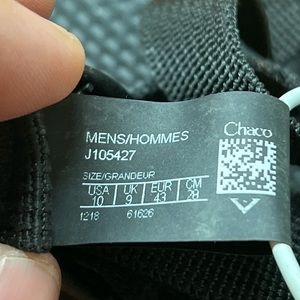 MENS/HOMMES
J105427
Chaco
SIZE/GRANDEUR
USA UK EUR CM
10 9 43 28
1218 61626